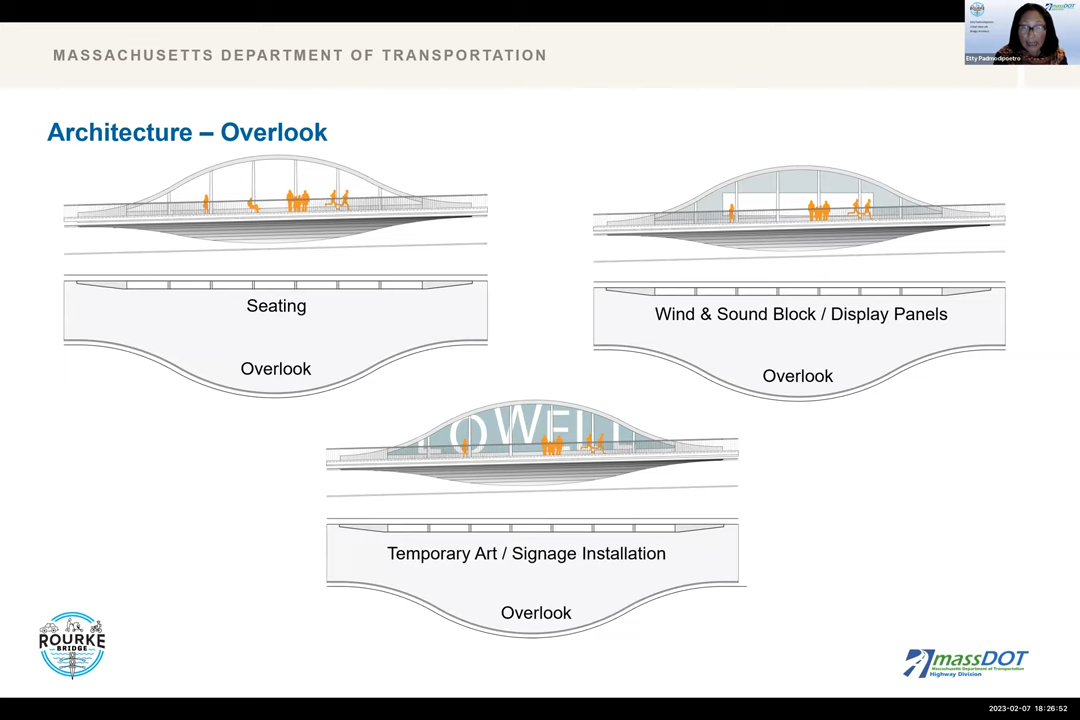 massDOT
MASSACHUSETTS DEPARTMENT OF TRANSPORTATION
Etty Padmodipoetro
Architecture – Overlook
Seating
Overlook
Wind & Sound Block / Display Panels
Overlook
LOWELL
Temporary Art / Signage Installation
Overlook
ROURKE
BRIDGE
massDOT
Massachusetts Department of Transportation
Highway Division
2023-02-07 18:26:52